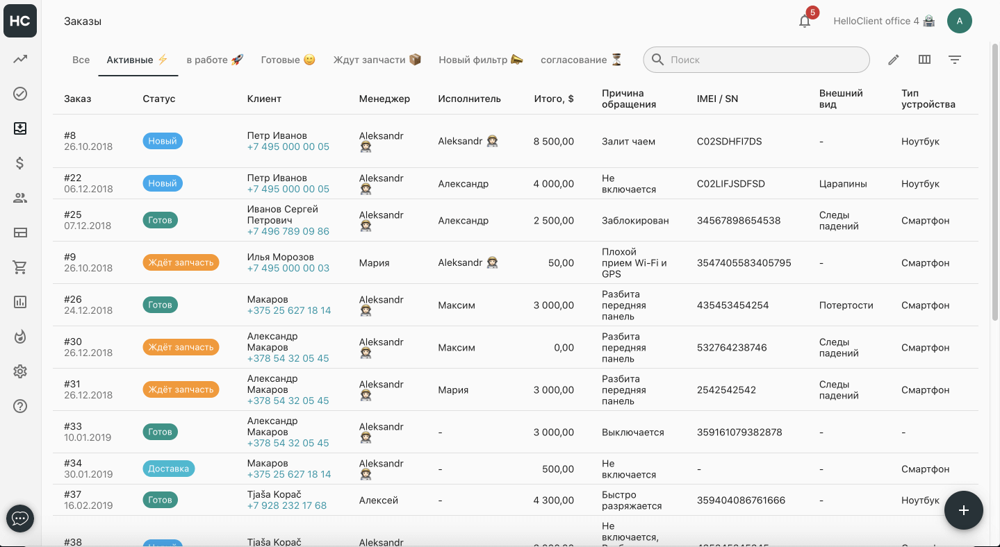 HC
Заказы
5
HelloClient office 4
A
Все
Активные
в работе
Готовые
Ждут запчасти
Новый фильтр
согласование
Поиск
Заказ
Статус
Клиент
Менеджер
Исполнитель
Итого, $
Причина
обращения
IMEI / SN
Внешний
вид
Тип
устройства
#8
26.10.2018
Новый
Петр Иванов
+7 495 000 00 05
Aleksandr
Aleksandr
8 500,00
Залит чаем
C02SDHFI7DS
-
Ноутбук
#22
06.12.2018
Новый
Петр Иванов
+7 495 000 00 05
Aleksandr
Александр
4 000,00
Не
включается
C02LIFJSDFSD
Царапины
Ноутбук
#25
07.12.2018
Готов
Иванов Сергей
Петрович
+7 496 789 09 86
Aleksandr
Александр
2 500,00
Заблокирован
34567898654538
Следы
падений
Смартфон
#9
26.10.2018
Ждёт запчасть
Илья Морозов
+7 495 000 00 03
Мария
Aleksandr
50,00
Плохой
прием Wi-Fi и
GPS
3547405583405795
-
Смартфон
#26
24.12.2018
Готов
Макаров
+375 25 627 18 14
Aleksandr
Максим
3 000,00
Разбита
передняя
панель
435453454254
Потертости
Смартфон
#30
26.12.2018
Ждёт запчасть
Александр
Макаров
+378 54 32 05 45
Aleksandr
Максим
0,00
Разбита
передняя
панель
532764238746
Следы
падений
Смартфон
#31
26.12.2018
Ждёт запчасть
Александр
Макаров
+378 54 32 05 45
Aleksandr
Мария
3 000,00
Разбита
передняя
панель
2542542542
Следы
падений
Смартфон
#33
10.01.2019
Готов
Александр
Макаров
+378 54 32 05 45
Aleksandr
-
3 000,00
Выключается
359161079382878
-
-
#34
30.01.2019
Доставка
Макаров
+375 25 627 18 14
Aleksandr
-
500,00
Не
включается
-
-
Смартфон
#37
16.02.2019
Готов
Tjaša Kopač
+7 928 232 17 68
Алексей
-
4 300,00
Быстро
разряжается
359404086761666
-
Ноутбук
#38
Tjaša Kopač
Aleksandr
Не
включается,